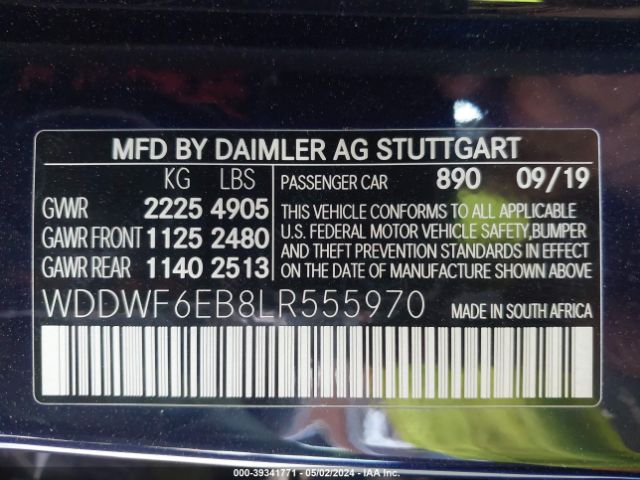 MFD BY DAIMLER AG STUTTGART
KG LBS
GVWR 2225 4905
GAWR FRONT 1125 2480
GAWR REAR 1140 2513
PASSENGER CAR 890 09/19
THIS VEHICLE CONFORMS TO ALL APPLICABLE
U.S. FEDERAL MOTOR VEHICLE SAFETY,BUMPER
AND THEFT PREVENTION STANDARDS IN EFFECT
ON THE DATE OF MANUFACTURE SHOWN ABOVE.
WDDWF6EB8LR555970 MADE IN SOUTH AFRICA
000-39341771 - 05/02/2024 - IAA Inc.